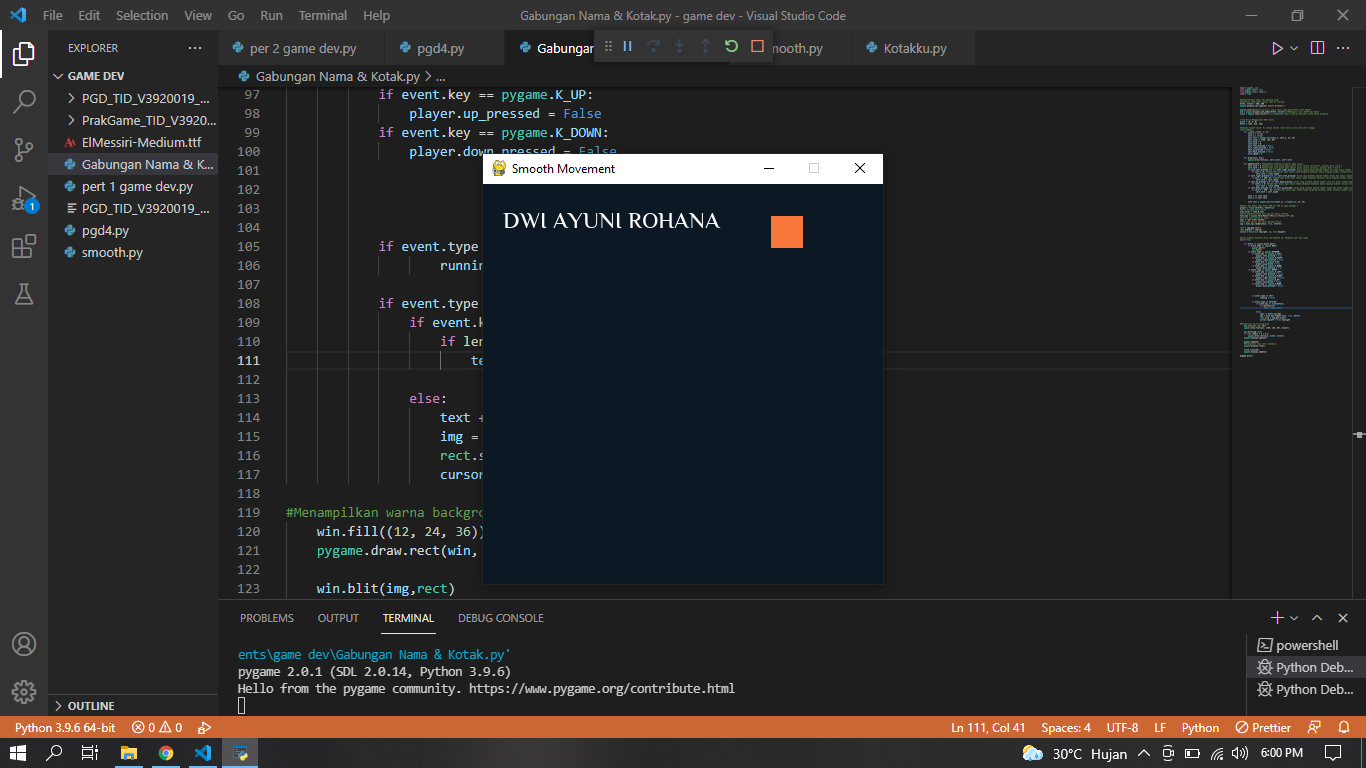 File Edit Selection View Go Run Terminal Help
Gabungan Nama & Kotak.py - game dev - Visual Studio Code
EXPLORER
GAME DEV
PGD_TID_V3920019_...
PrakGame_TID_V3920...
ElMessiri-Medium.ttf
Gabungan Nama & K...
pert 1 game dev.py
PGD_TID_V3920019_...
pgd4.py
smooth.py
OUTLINE
1
per 2 game dev.py
pgd4.py
Gabungan
mooth.py
Kotakku.py
Gabungan Nama & Kotak.py > ...
97 if event.key == pygame.K_UP:
98 player.up_pressed = False
99 if event.key == pygame.K_DOWN:
100 player.down_pressed = False
101
102
103
104
105 if event.type
106 runnin
107
108 if event.type
109 if event.k
110 if len
111 te
112
113 else:
114 text +
115 img =
116 rect.s
117 cursor
118
119 #Menampilkan warna backgro
120 win.fill((12, 24, 36))
121 pygame.draw.rect(win,
122
123 win.blit(img,rect)
Smooth Movement
DWI AYUNI ROHANA
PROBLEMS OUTPUT TERMINAL DEBUG CONSOLE
ents\game dev\Gabungan Nama & Kotak.py'
pygame 2.0.1 (SDL 2.0.14, Python 3.9.6)
Hello from the pygame community. https://www.pygame.org/contribute.html
powershell
Python Deb...
Python Deb...
Python 3.9.6 64-bit 0 0
Ln 111, Col 41 Spaces: 4 UTF-8 LF Python Prettier
30°C Hujan 6:00 PM